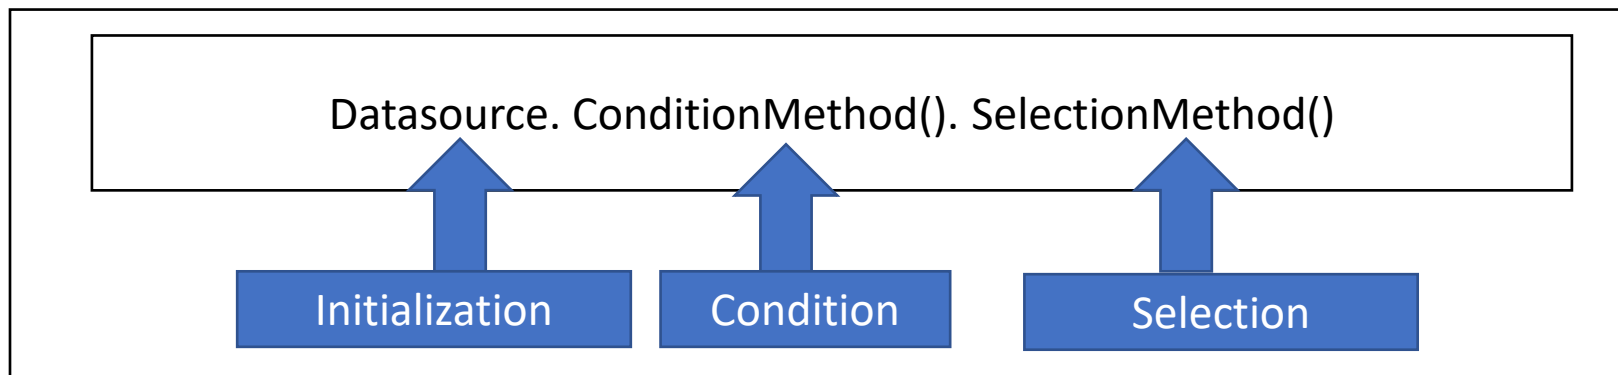 Datasource. ConditionMethod(). SelectionMethod()
Initialization
Condition
Selection